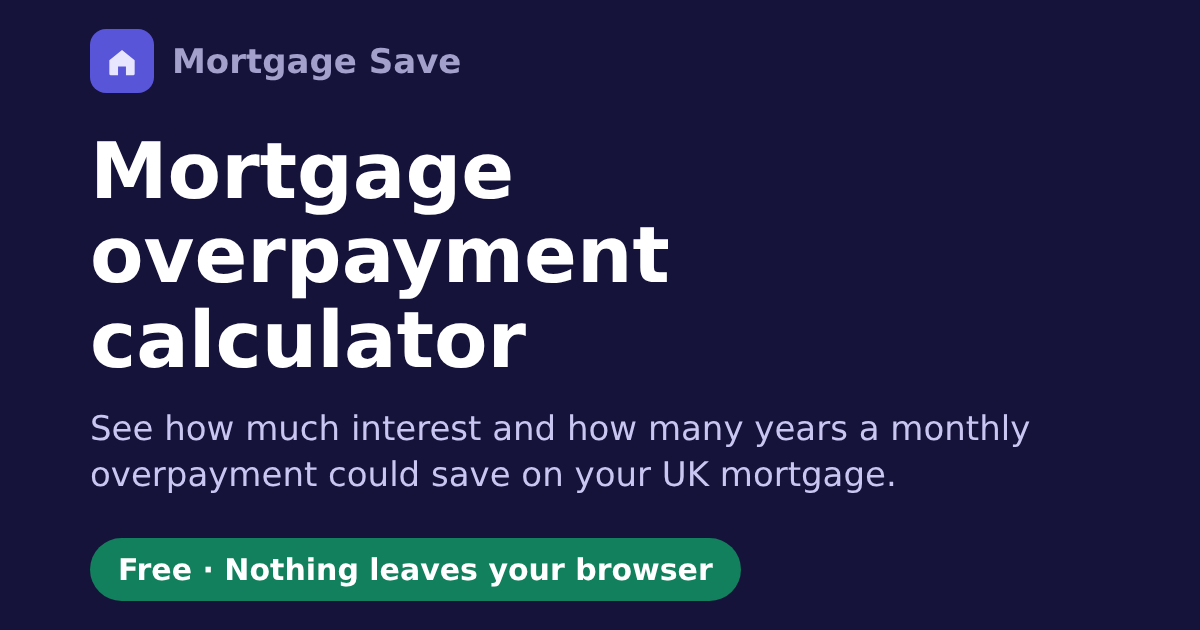 Mortgage Save
Mortgage
overpayment
calculator
See how much interest and how many years a monthly
overpayment could save on your UK mortgage.
Free · Nothing leaves your browser